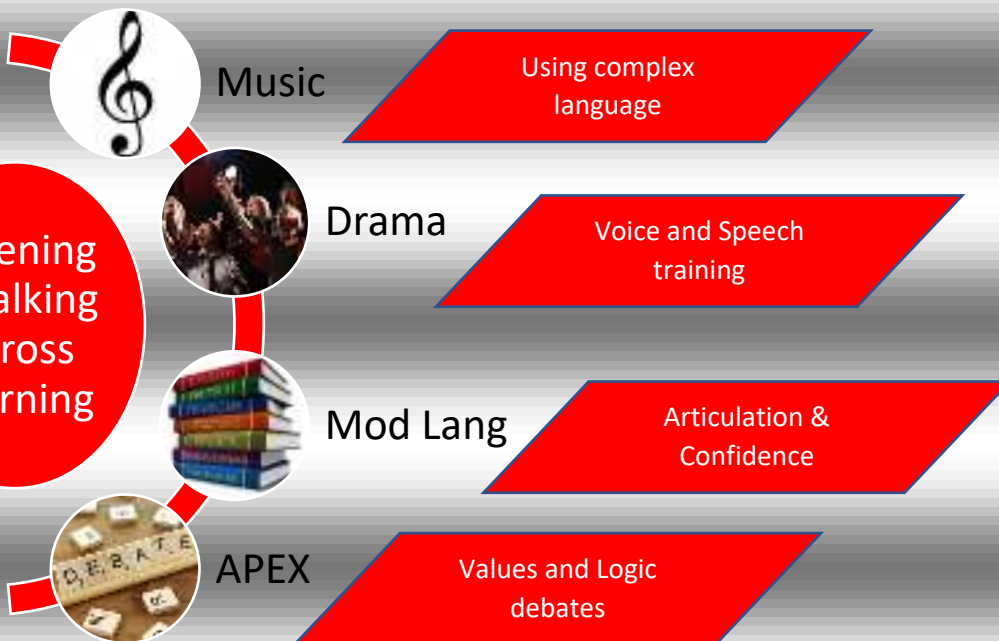 Music
Using complex
language
Drama
Voice and Speech
training
ening
alking
ross
rning
Mod Lang
Articulation &
Confidence
APEX
Values and Logic
debates
DEBATE